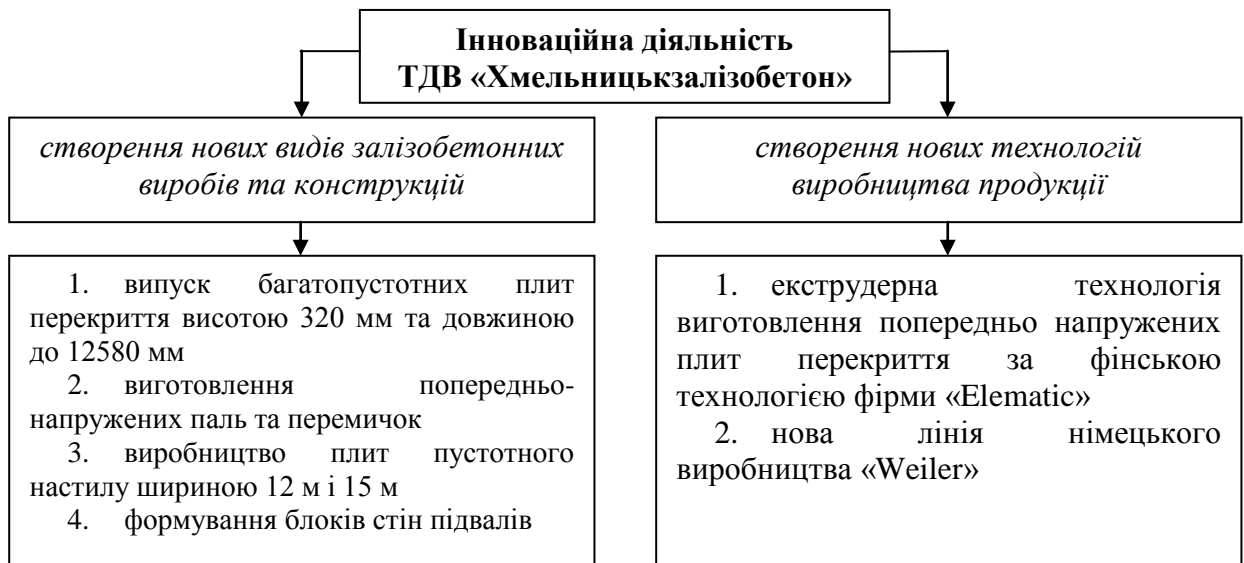 Інноваційна діяльність
ТДВ «Хмельницькзалізобетон»
створення нових видів залізобетонних
виробів та конструкцій
створення нових технологій
виробництва продукції
1. випуск багатопустотних плит
перекриття висотою 320 мм та довжиною
до 12580 мм
2. виготовлення попередньо-
напружених паль та перемичок
3. виробництво плит пустотного
настилу шириною 12 м і 15 м
4. формування блоків стін підвалів
1. екструдерна технологія
виготовлення попередньо напружених
плит перекриття за фінською
технологією фірми «Elematic»
2. нова лінія німецького
виробництва «Weiler»